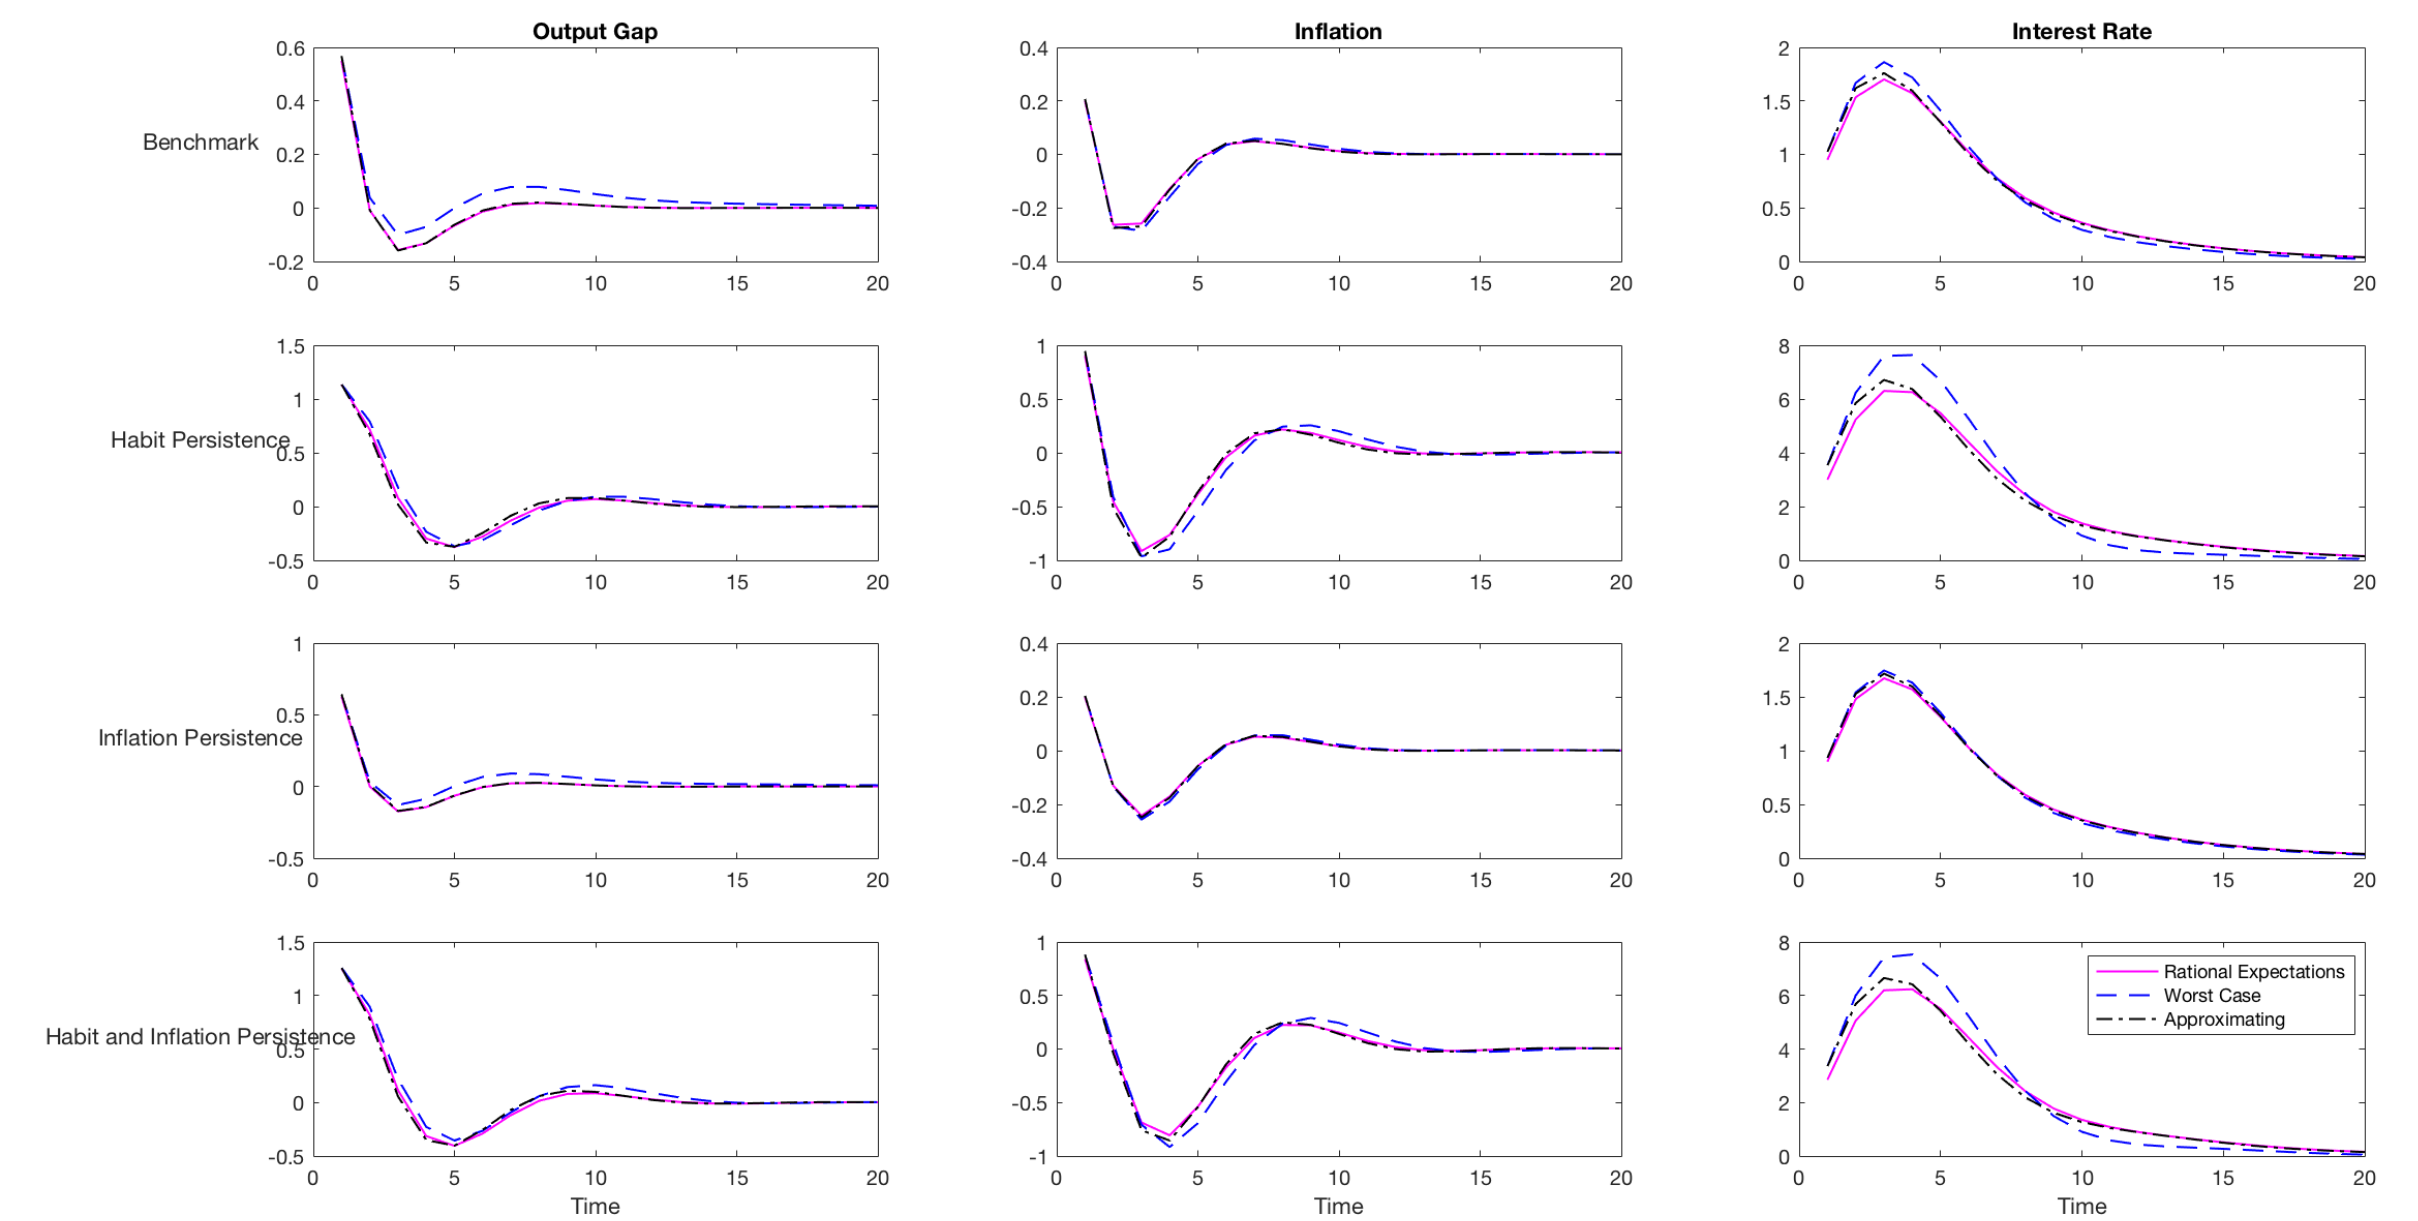 Output Gap
Inflation
Interest Rate
Benchmark
0.6
0.4
0.2
0
-0.2
0 5 10 15 20
0.4
0.2
0
-0.2
-0.4
0 5 10 15 20
2
1.5
1
0.5
0
0 5 10 15 20
Habit Persistence
1.5
1
0.5
0
-0.5
0 5 10 15 20
1
0.5
0
-0.5
-1
0 5 10 15 20
8
6
4
2
0
0 5 10 15 20
Inflation Persistence
1
0.5
0
-0.5
0 5 10 15 20
0.4
0.2
0
-0.2
-0.4
0 5 10 15 20
2
1.5
1
0.5
0
0 5 10 15 20
Habit and Inflation Persistence
1.5
1
0.5
0
-0.5
0 5 10 15 20
Time
1
0.5
0
-0.5
-1
0 5 10 15 20
Time
8
6
4
2
0
0 5 10 15 20
Time
Rational Expectations
Worst Case
Approximating